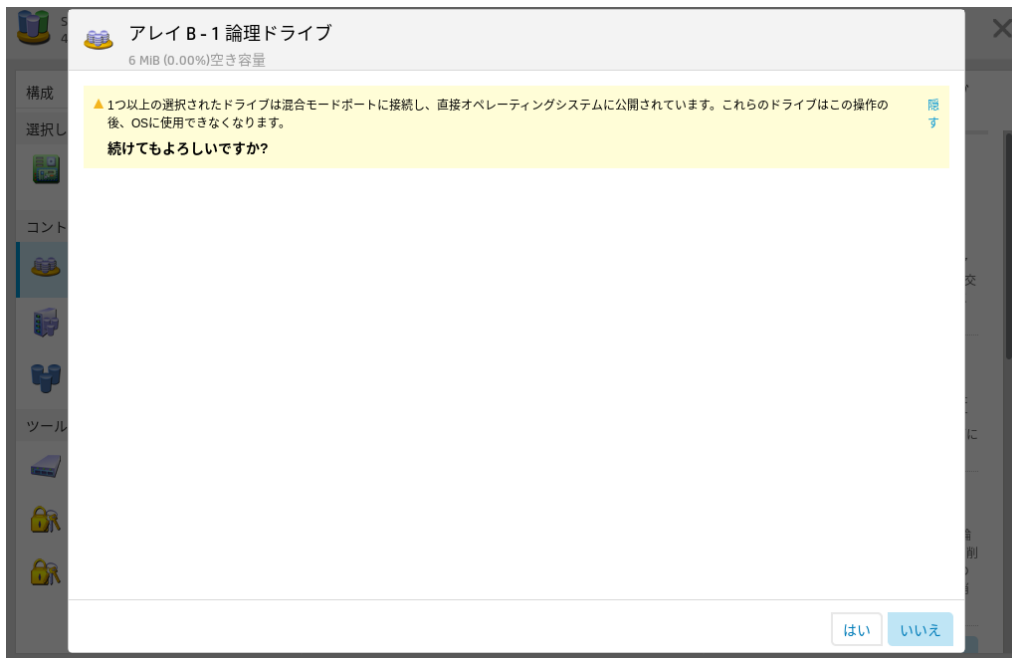 アレイ B - 1 論理ドライブ
6 MiB (0.00%)空き容量
1つ以上の選択されたドライブは混合モードポートに接続し、直接オペレーティングシステムに公開されています。これらのドライブはこの操作の
後、OSに使用できなくなります。
隠
す
続けてもよろしいですか?
構成
選択し
コント
ツール
交
に
削
はい
いいえ